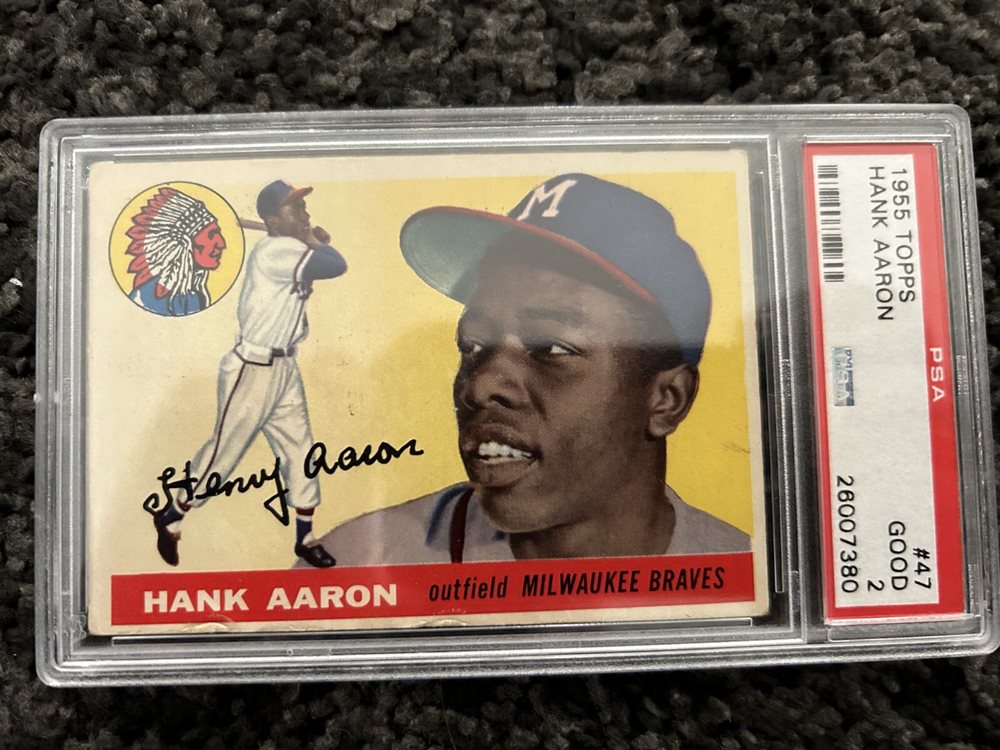 M
Henry Aaron
HANK AARON outfield MILWAUKEE BRAVES
1955 TOPPS #47
HANK AARON GOOD 2
26007380
PSA